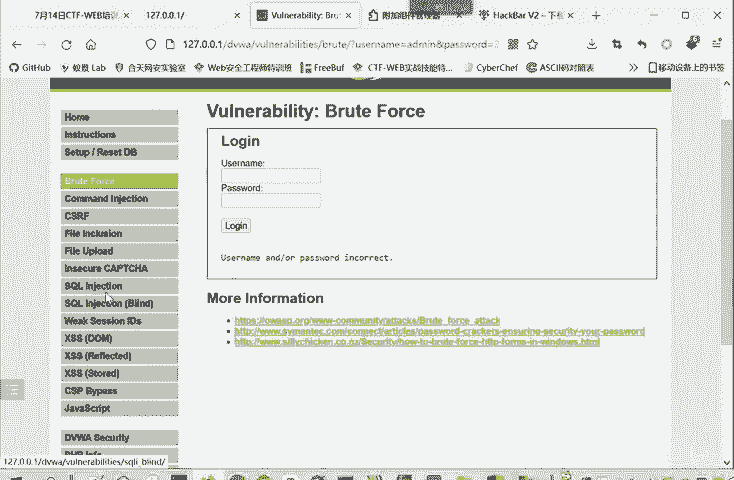 7月14日CTF-WEB培训
127.0.0.1/
Vulnerability: Bru
附加组件管理器
HackBar V2 – 下载
127.0.0.1/dvwa/vulnerabilities/brute/?username=admin&password=
GitHub
蚁景 Lab
合天网安实验室
Web安全工程师特训班
FreeBuf
CTF-WEB实战技能特...
CyberChef
ASCII码对照表
移动设备上的书签
Vulnerability: Brute Force
Home
Instructions
Setup / Reset DB
Brute Force
Command Injection
CSRF
File Inclusion
File Upload
Insecure CAPTCHA
SQL Injection
SQL Injection (Blind)
Weak Session IDs
XSS (DOM)
XSS (Reflected)
XSS (Stored)
CSP Bypass
JavaScript
DVWA Security
PHP Info
Login
Username:
Password:
Login
Username and/or password incorrect.
More Information
https://owasp.org/www-community/attacks/Brute_force_attack
http://www.symantec.com/connect/articles/password-crackers-ensuring-security-your-password
http://www.sillychicken.co.nz/Security/how-to-brute-force-http-forms-in-windows.html
127.0.0.1/dvwa/vulnerabilities/sqli_blind/